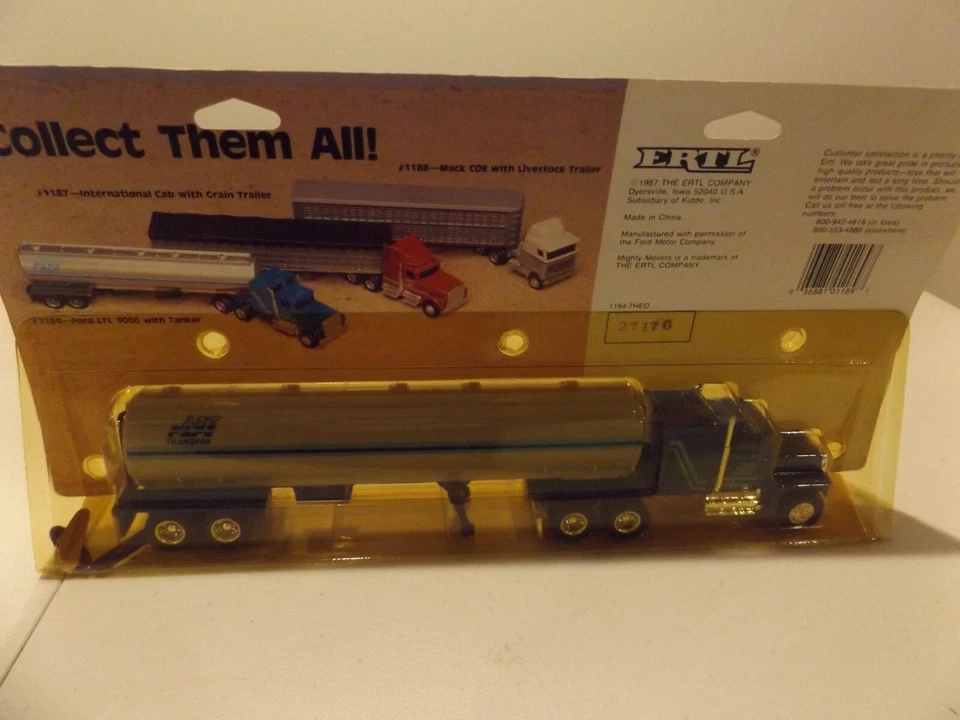 Collect Them All!
#1188—Mack COE with Livestock Trailer
#1187—International Cab with Grain Trailer
#1184—Ford LTL 9000 with Tanker
ERTL®
©1987 THE ERTL COMPANY
Dyersville, Iowa 52040 U.S.A.
Subsidiary of Kidde, Inc.
Made in China.
Manufactured with permission of
the Ford Motor Company.
Mighty Movers is a trademark of
THE ERTL COMPANY
1184-7HEO
27176
Customer satisfaction is a priority
Ertl. We take great pride in
high quality products—toys that will
entertain and last a long time. Should
a problem occur with this product, we
will do our best to solve the problem.
Call us toll free at the following
numbers:
800-942-4618 (in Iowa)
800-553-4886 (elsewhere)
0 36881 01189
TRANSFER